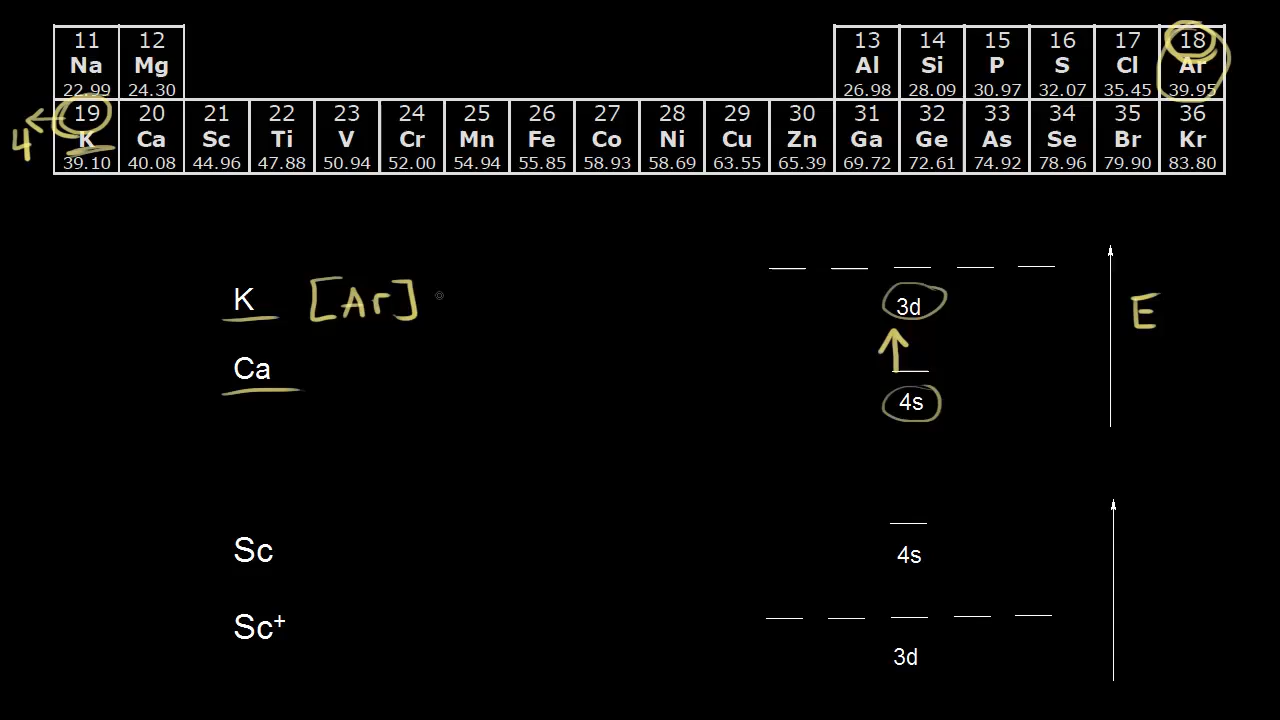 11 12 13 14 15 16 17 18
Na Mg Al Si P S Cl Ar
22.99 24.30 26.98 28.09 30.97 32.07 35.45 39.95
19 20 21 22 23 24 25 26 27 28 29 30 31 32 33 34 35 36
4 K Ca Sc Ti V Cr Mn Fe Co Ni Cu Zn Ga Ge As Se Br Kr
39.10 40.08 44.96 47.88 50.94 52.00 54.94 55.85 58.93 58.69 63.55 65.39 69.72 72.61 74.92 78.96 79.90 83.80
K [Ar] 3d E
Ca 4s
Sc 4s
Sc⁺ 3d